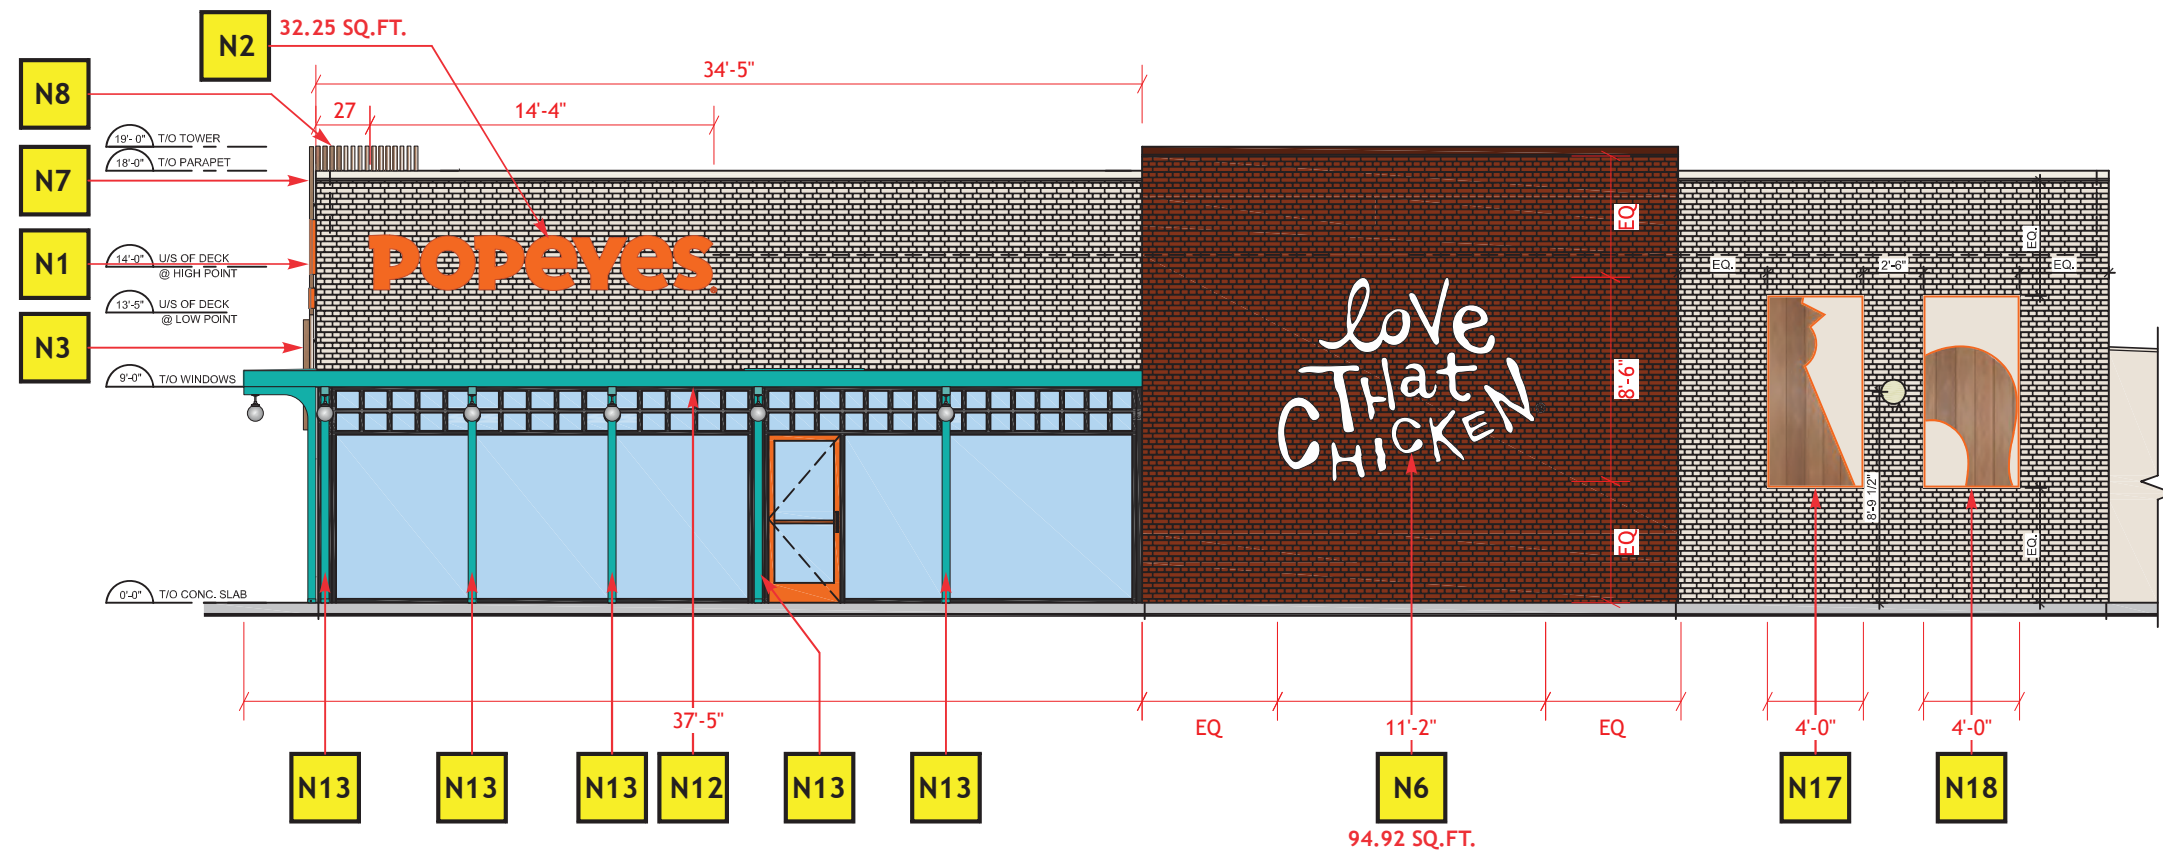 N2 32.25 SQ.FT.
N8
34'-5"
27 14'-4"
19'-0" T/O TOWER
18'-0" T/O PARAPET
N7
EQ
EQ.
N1
14'-0" U/S OF DECK
@ HIGH POINT
POPEYES
EQ. 2'-6" EQ.
13'-5" U/S OF DECK
@ LOW POINT
N3
love
THat
CHICKEN
9'-0" T/O WINDOWS
8'-6"
8'-9 1/2"
EQ
EQ.
0'-0" T/O CONC. SLAB
37'-5" EQ 11'-2" EQ 4'-0" 4'-0"
N13 N13 N13 N12 N13 N13 N6 N17 N18
94.92 SQ.FT.